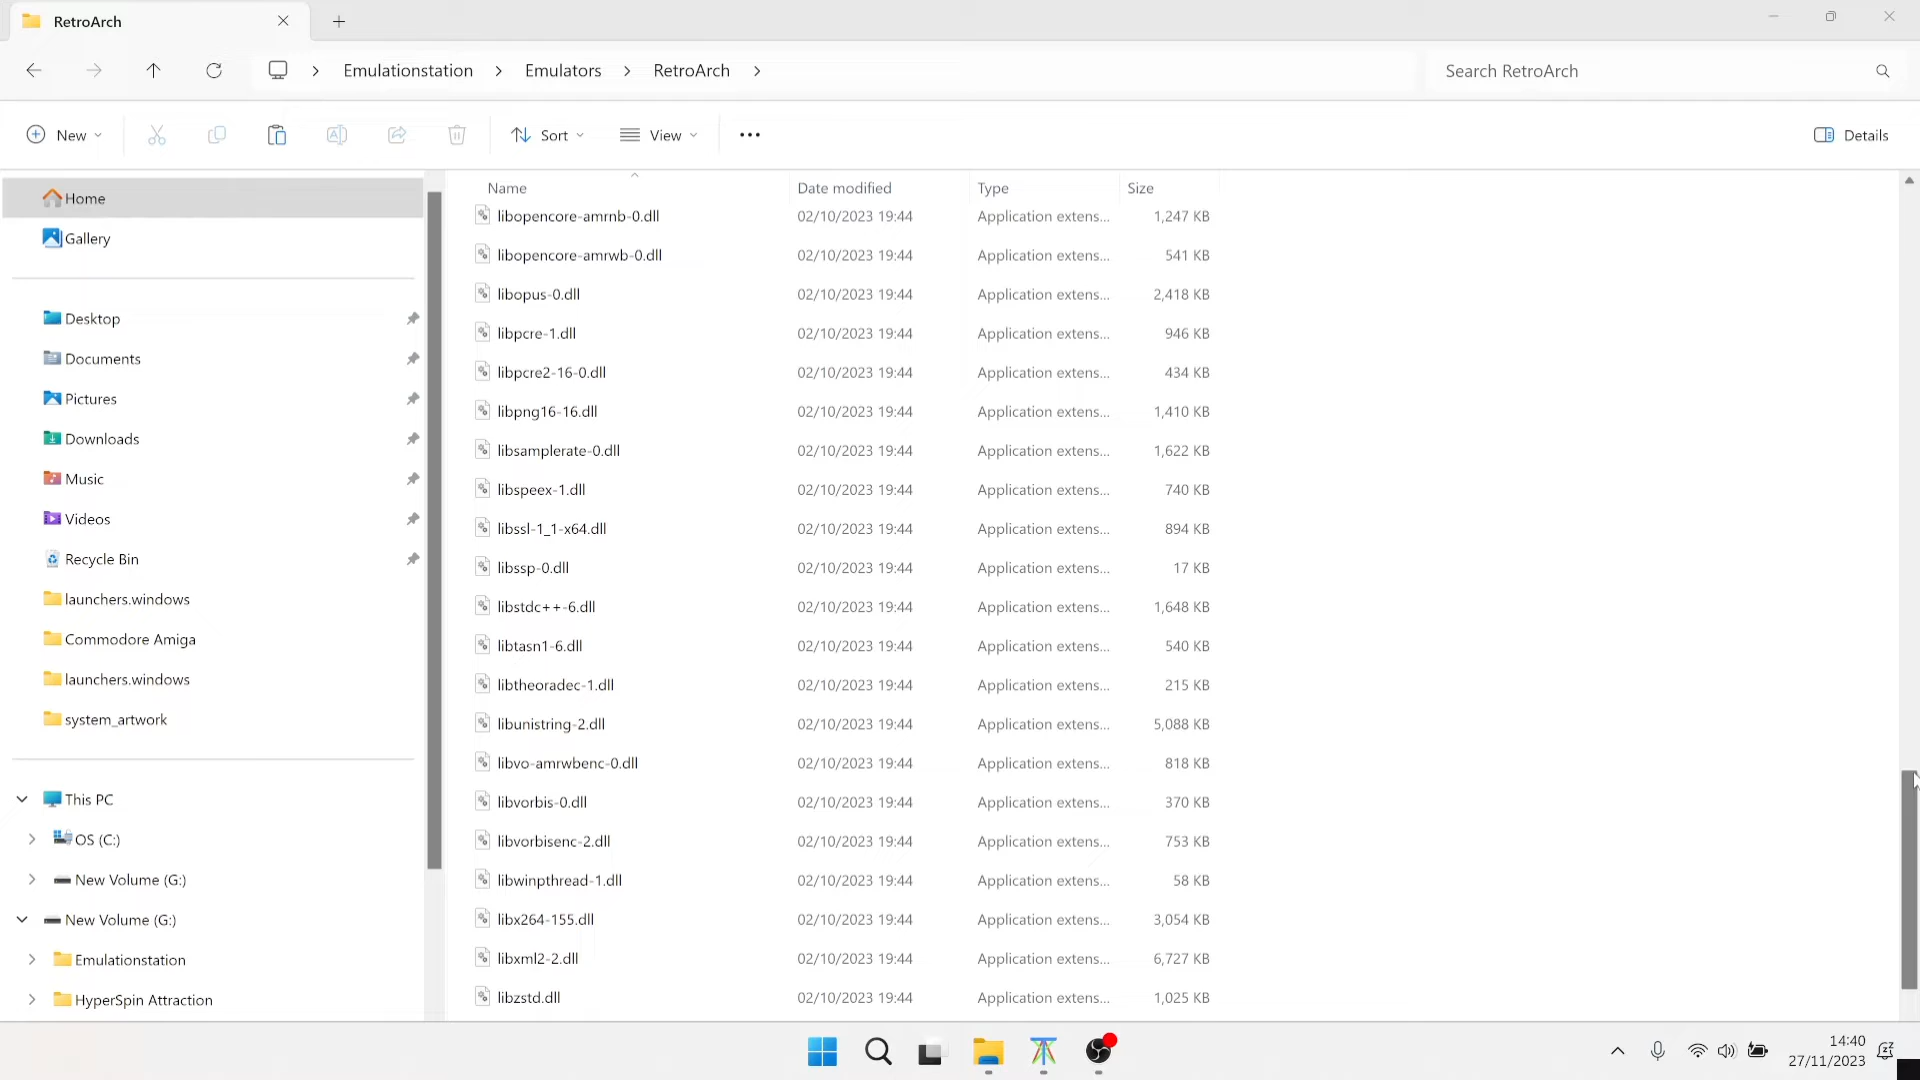 RetroArch
Emulationstation > Emulators > RetroArch >
Search RetroArch
New
Sort
View
Details
Home
Gallery
Desktop
Documents
Pictures
Downloads
Music
Videos
Recycle Bin
launchers.windows
Commodore Amiga
launchers.windows
system_artwork
This PC
OS (C:)
New Volume (G:)
New Volume (G:)
Emulationstation
HyperSpin Attraction
Name Date modified Type Size
libopencore-amrnb-0.dll 02/10/2023 19:44 Application extens... 1,247 KB
libopencore-amrwb-0.dll 02/10/2023 19:44 Application extens... 541 KB
libopus-0.dll 02/10/2023 19:44 Application extens... 2,418 KB
libpcre-1.dll 02/10/2023 19:44 Application extens... 946 KB
libpcre2-16-0.dll 02/10/2023 19:44 Application extens... 434 KB
libpng16-16.dll 02/10/2023 19:44 Application extens... 1,410 KB
libsamplerate-0.dll 02/10/2023 19:44 Application extens... 1,622 KB
libspeex-1.dll 02/10/2023 19:44 Application extens... 740 KB
libssl-1_1-x64.dll 02/10/2023 19:44 Application extens... 894 KB
libssp-0.dll 02/10/2023 19:44 Application extens... 17 KB
libstdc++-6.dll 02/10/2023 19:44 Application extens... 1,648 KB
libtasn1-6.dll 02/10/2023 19:44 Application extens... 540 KB
libtheoradec-1.dll 02/10/2023 19:44 Application extens... 215 KB
libunistring-2.dll 02/10/2023 19:44 Application extens... 5,088 KB
libvo-amrwbenc-0.dll 02/10/2023 19:44 Application extens... 818 KB
libvorbis-0.dll 02/10/2023 19:44 Application extens... 370 KB
libvorbisenc-2.dll 02/10/2023 19:44 Application extens... 753 KB
libwinpthread-1.dll 02/10/2023 19:44 Application extens... 58 KB
libx264-155.dll 02/10/2023 19:44 Application extens... 3,054 KB
libxml2-2.dll 02/10/2023 19:44 Application extens... 6,727 KB
libzstd.dll 02/10/2023 19:44 Application extens... 1,025 KB
14:40
27/11/2023